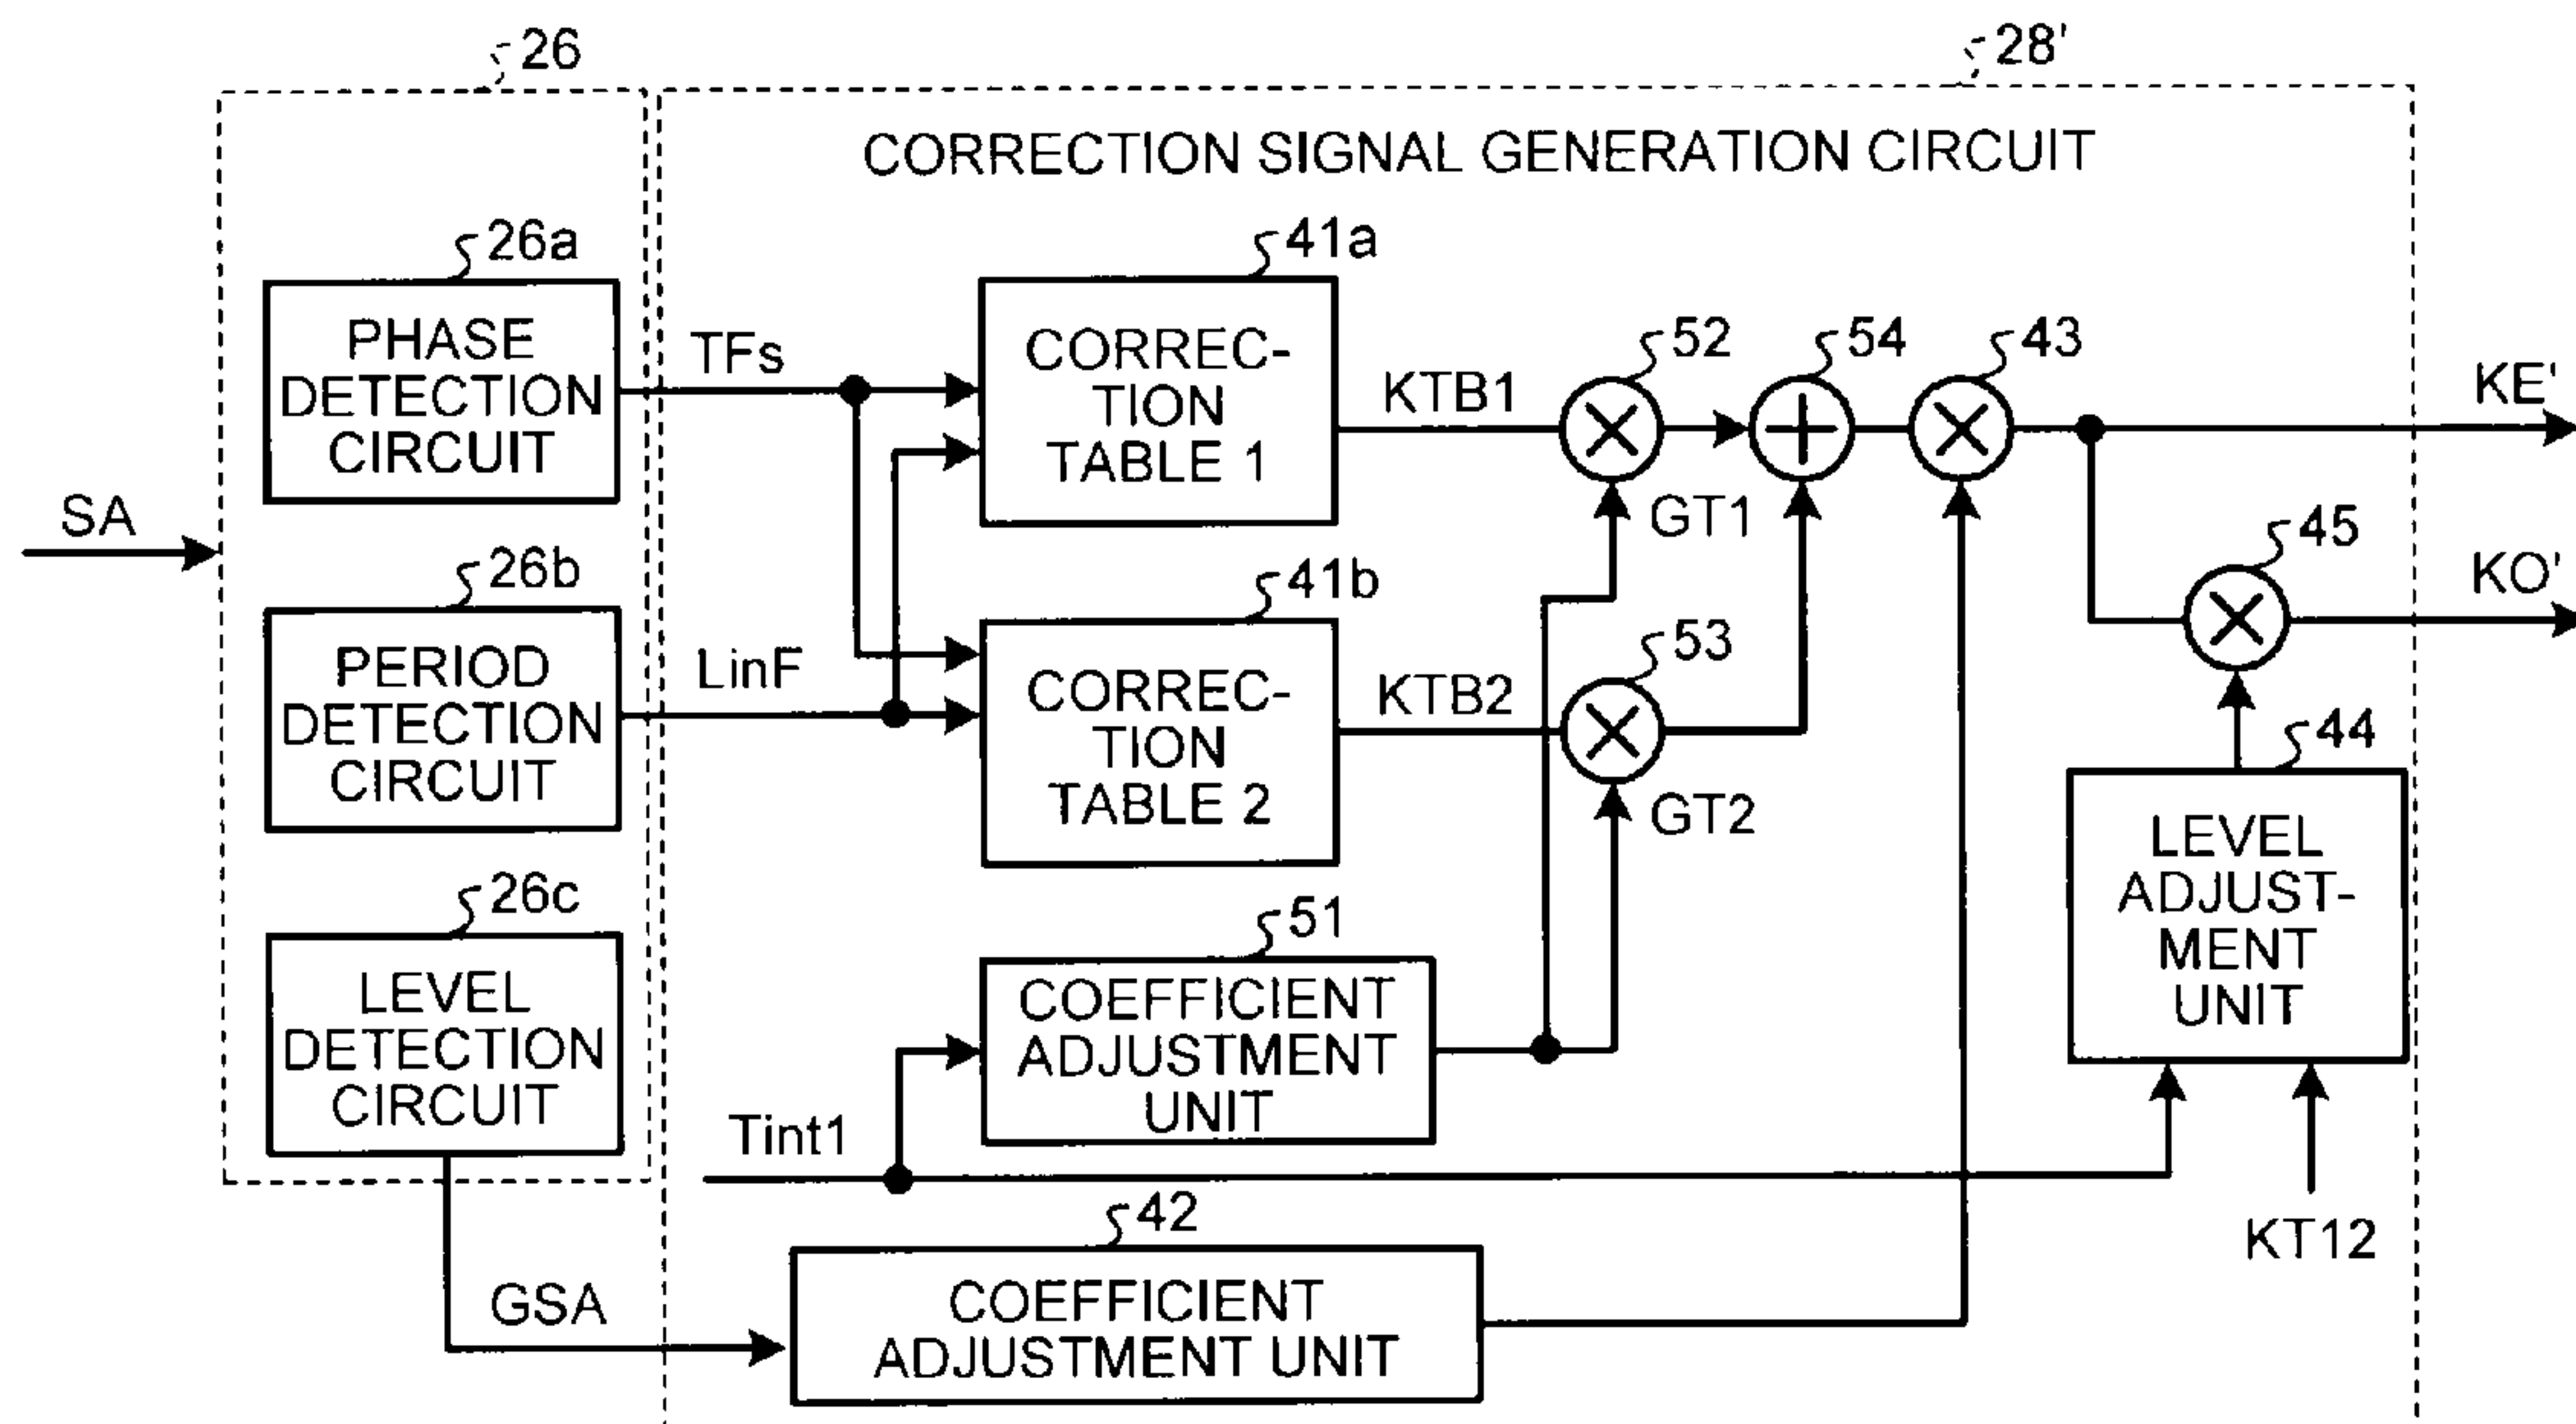 26
28'
CORRECTION SIGNAL GENERATION CIRCUIT
26a
PHASE
DETECTION
CIRCUIT
SA
26b
PERIOD
DETECTION
CIRCUIT
26c
LEVEL
DETECTION
CIRCUIT
TFs
LinF
GSA
41a
CORREC-
TION
TABLE 1
41b
CORREC-
TION
TABLE 2
51
COEFFICIENT
ADJUSTMENT
UNIT
Tint1
42
COEFFICIENT
ADJUSTMENT UNIT
KTB1
KTB2
52
GT1
53
GT2
54
43
KE'
45
KO'
44
LEVEL
ADJUST-
MENT
UNIT
KT12